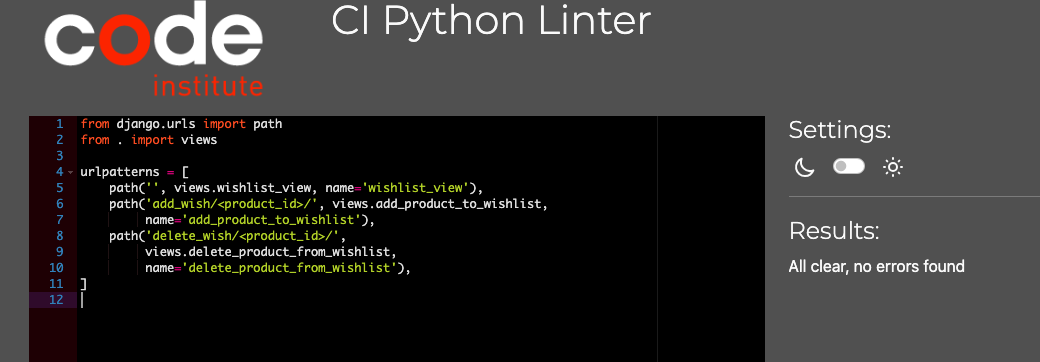 code
institute
CI Python Linter
1 from django.urls import path
2 from . import views
3
4 urlpatterns = [
5     path('', views.wishlist_view, name='wishlist_view'),
6     path('add_wish/<product_id>/', views.add_product_to_wishlist,
7          name='add_product_to_wishlist'),
8     path('delete_wish/<product_id>/',
9          views.delete_product_from_wishlist,
10          name='delete_product_from_wishlist'),
11 ]
12
Settings:
Results:
All clear, no errors found